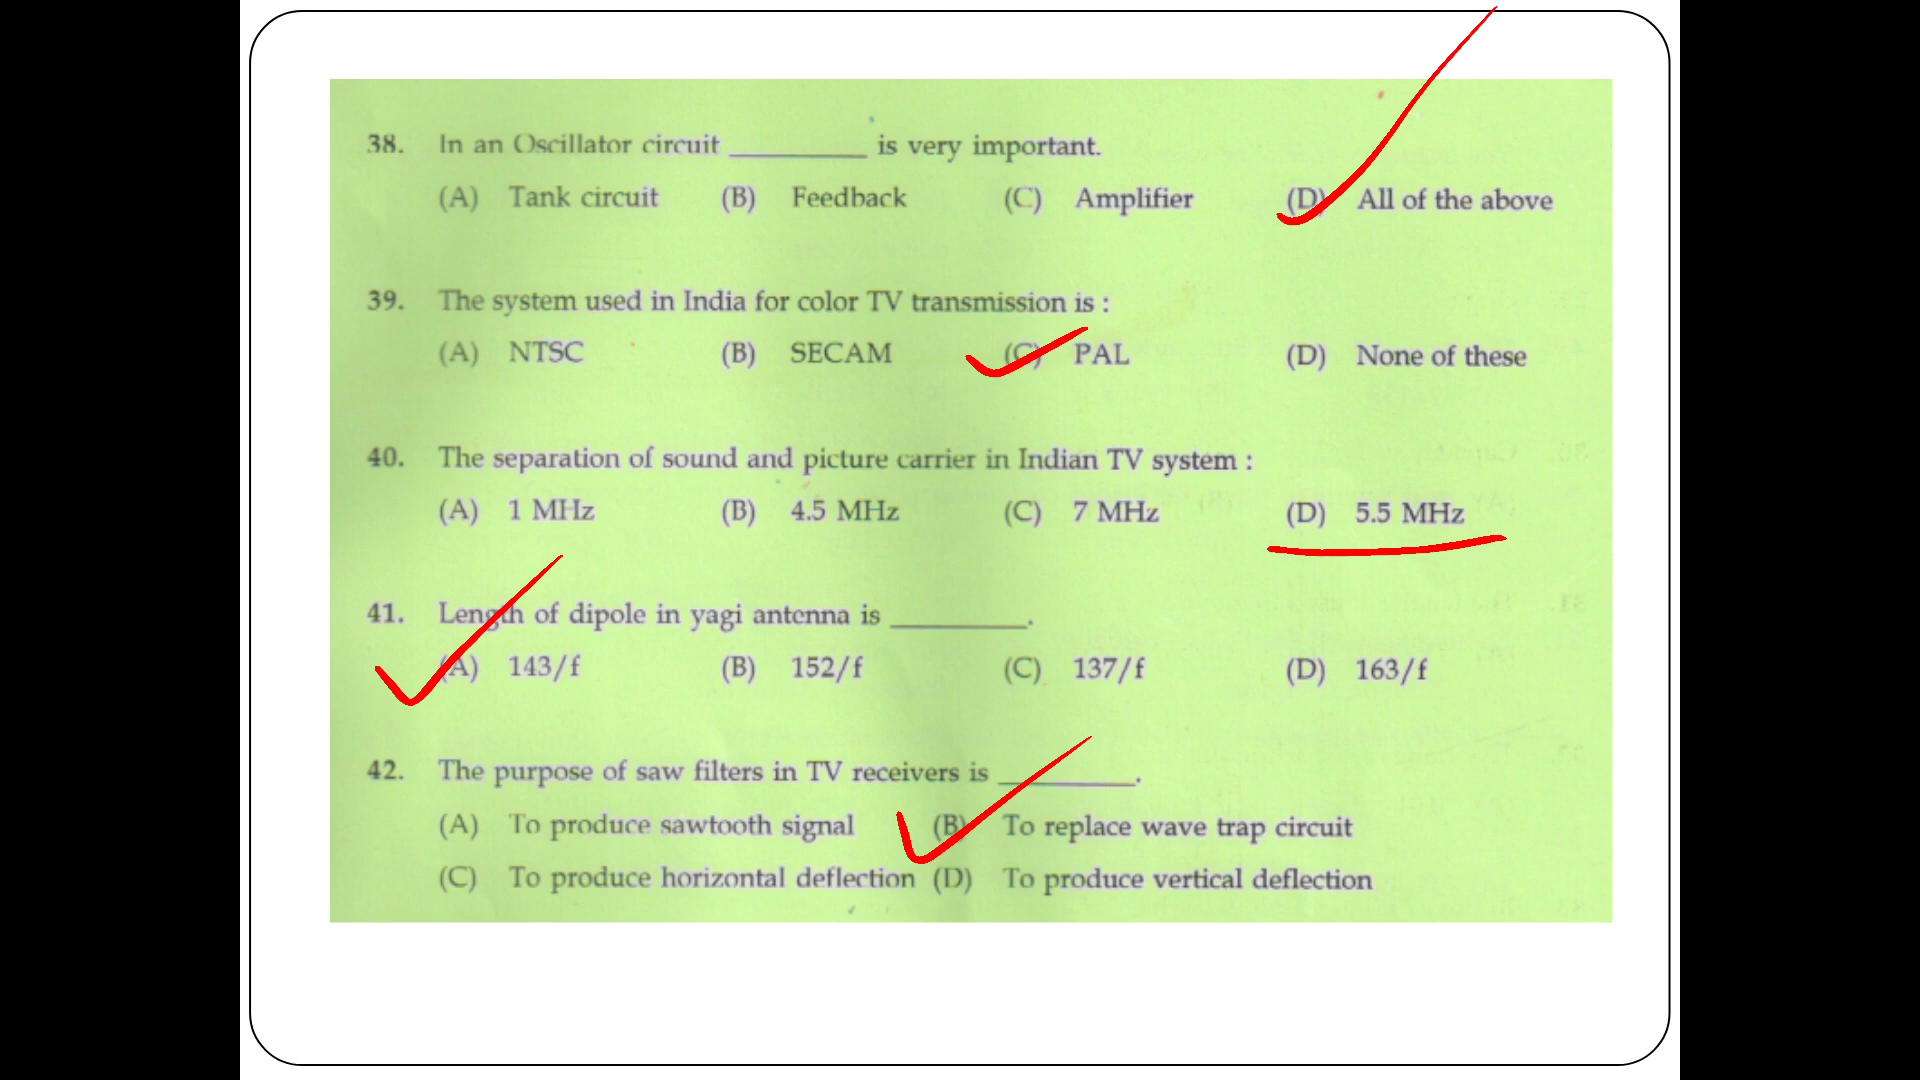 38. In an Oscillator circuit __________ is very important.
(A) Tank circuit (B) Feedback (C) Amplifier (D) All of the above
39. The system used in India for color TV transmission is :
(A) NTSC (B) SECAM (C) PAL (D) None of these
40. The separation of sound and picture carrier in Indian TV system :
(A) 1 MHz (B) 4.5 MHz (C) 7 MHz (D) 5.5 MHz
41. Length of dipole in yagi antenna is __________.
(A) 143/f (B) 152/f (C) 137/f (D) 163/f
42. The purpose of saw filters in TV receivers is __________.
(A) To produce sawtooth signal (B) To replace wave trap circuit
(C) To produce horizontal deflection (D) To produce vertical deflection